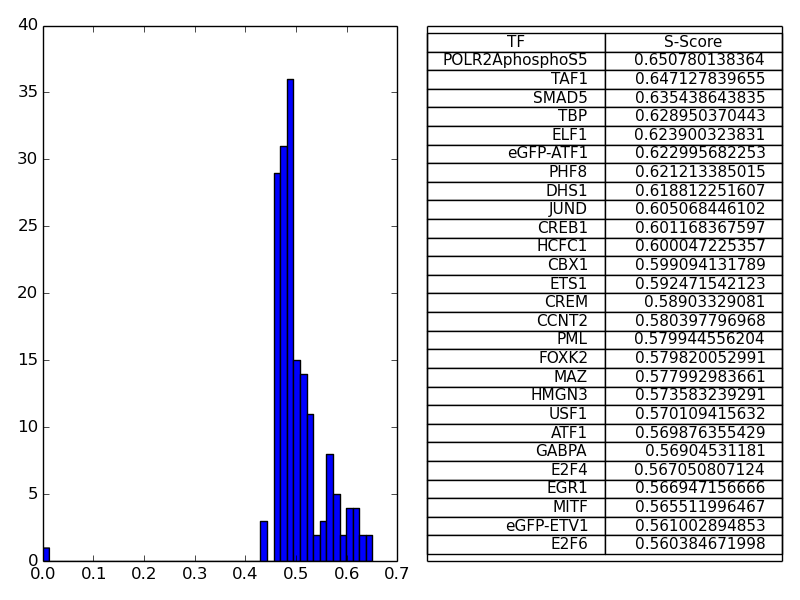 40
35
30
25
20
15
10
5
0
0.0 0.1 0.2 0.3 0.4 0.5 0.6 0.7
TF S-Score
POLR2AphosphoS5 0.650780138364
TAF1 0.647127839655
SMAD5 0.635438643835
TBP 0.628950370443
ELF1 0.623900323831
eGFP-ATF1 0.622995682253
PHF8 0.621213385015
DHS1 0.618812251607
JUND 0.605068446102
CREB1 0.601168367597
HCFC1 0.600047225357
CBX1 0.599094131789
ETS1 0.592471542123
CREM 0.58903329081
CCNT2 0.580397796968
PML 0.579944556204
FOXK2 0.579820052991
MAZ 0.577992983661
HMGN3 0.573583239291
USF1 0.570109415632
ATF1 0.569876355429
GABPA 0.56904531181
E2F4 0.567050807124
EGR1 0.566947156666
MITF 0.565511996467
eGFP-ETV1 0.561002894853
E2F6 0.560384671998